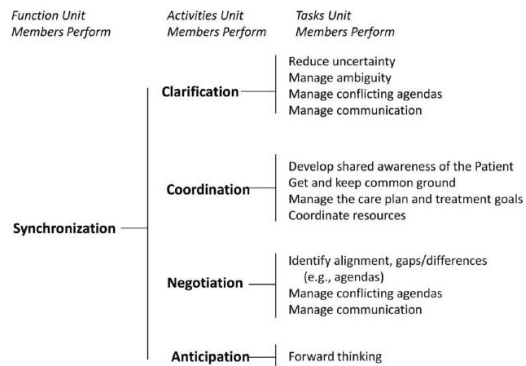 Function Unit
Members Perform
Activities Unit
Members Perform
Tasks Unit
Members Perform
Synchronization
Clarification
Reduce uncertainty
Manage ambiguity
Manage conflicting agendas
Manage communication
Coordination
Develop shared awareness of the Patient
Get and keep common ground
Manage the care plan and treatment goals
Coordinate resources
Negotiation
Identify alignment, gaps/differences
(e.g., agendas)
Manage conflicting agendas
Manage communication
Anticipation
Forward thinking